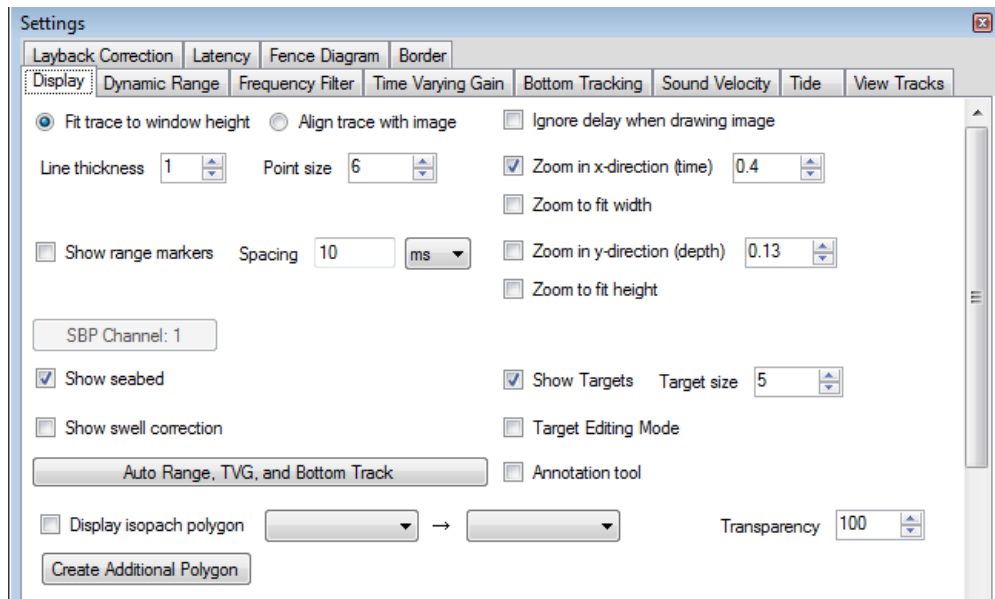 Settings
Layback Correction Latency Fence Diagram Border
Display Dynamic Range Frequency Filter Time Varying Gain Bottom Tracking Sound Velocity Tide View Tracks
Fit trace to window height Align trace with image Ignore delay when drawing image
Line thickness 1 Point size 6 Zoom in x-direction (time) 0.4
Zoom to fit width
Show range markers Spacing 10 ms Zoom in y-direction (depth) 0.13
Zoom to fit height
SBP Channel: 1
Show seabed Show Targets Target size 5
Show swell correction Target Editing Mode
Auto Range, TVG, and Bottom Track Annotation tool
Display isopach polygon → Transparency 100
Create Additional Polygon